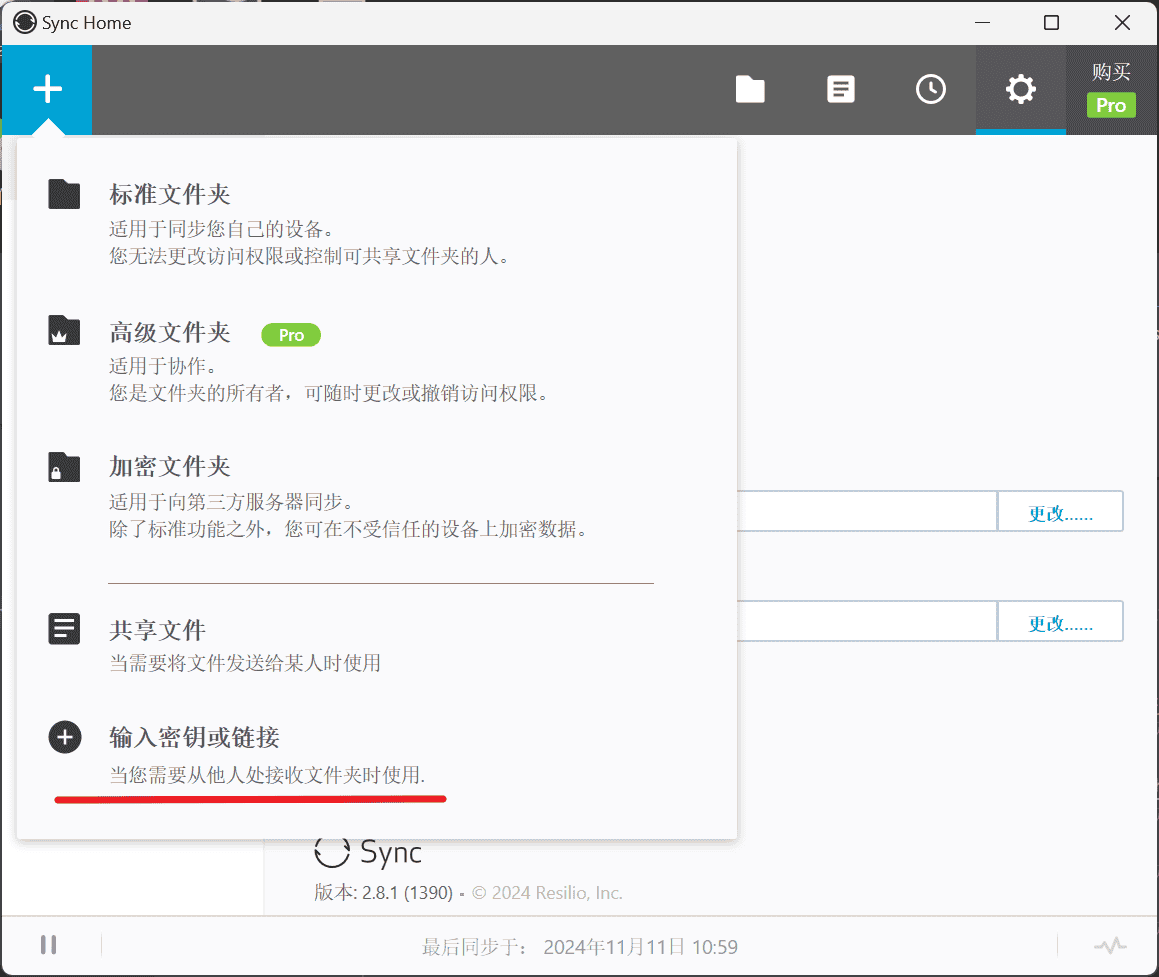 Sync Home
购买
Pro
标准文件夹
适用于同步您自己的设备。
您无法更改访问权限或控制可共享文件夹的人。
高级文件夹 Pro
适用于协作。
您是文件夹的所有者，可随时更改或撤销访问权限。
加密文件夹
适用于向第三方服务器同步。
除了标准功能之外，您可在不受信任的设备上加密数据。
更改......
更改......
共享文件
当需要将文件发送给某人时使用
输入密钥或链接
当您需要从他人处接收文件夹时使用.
Sync
版本: 2.8.1 (1390) - © 2024 Resilio, Inc.
最后同步于： 2024年11月11日 10:59